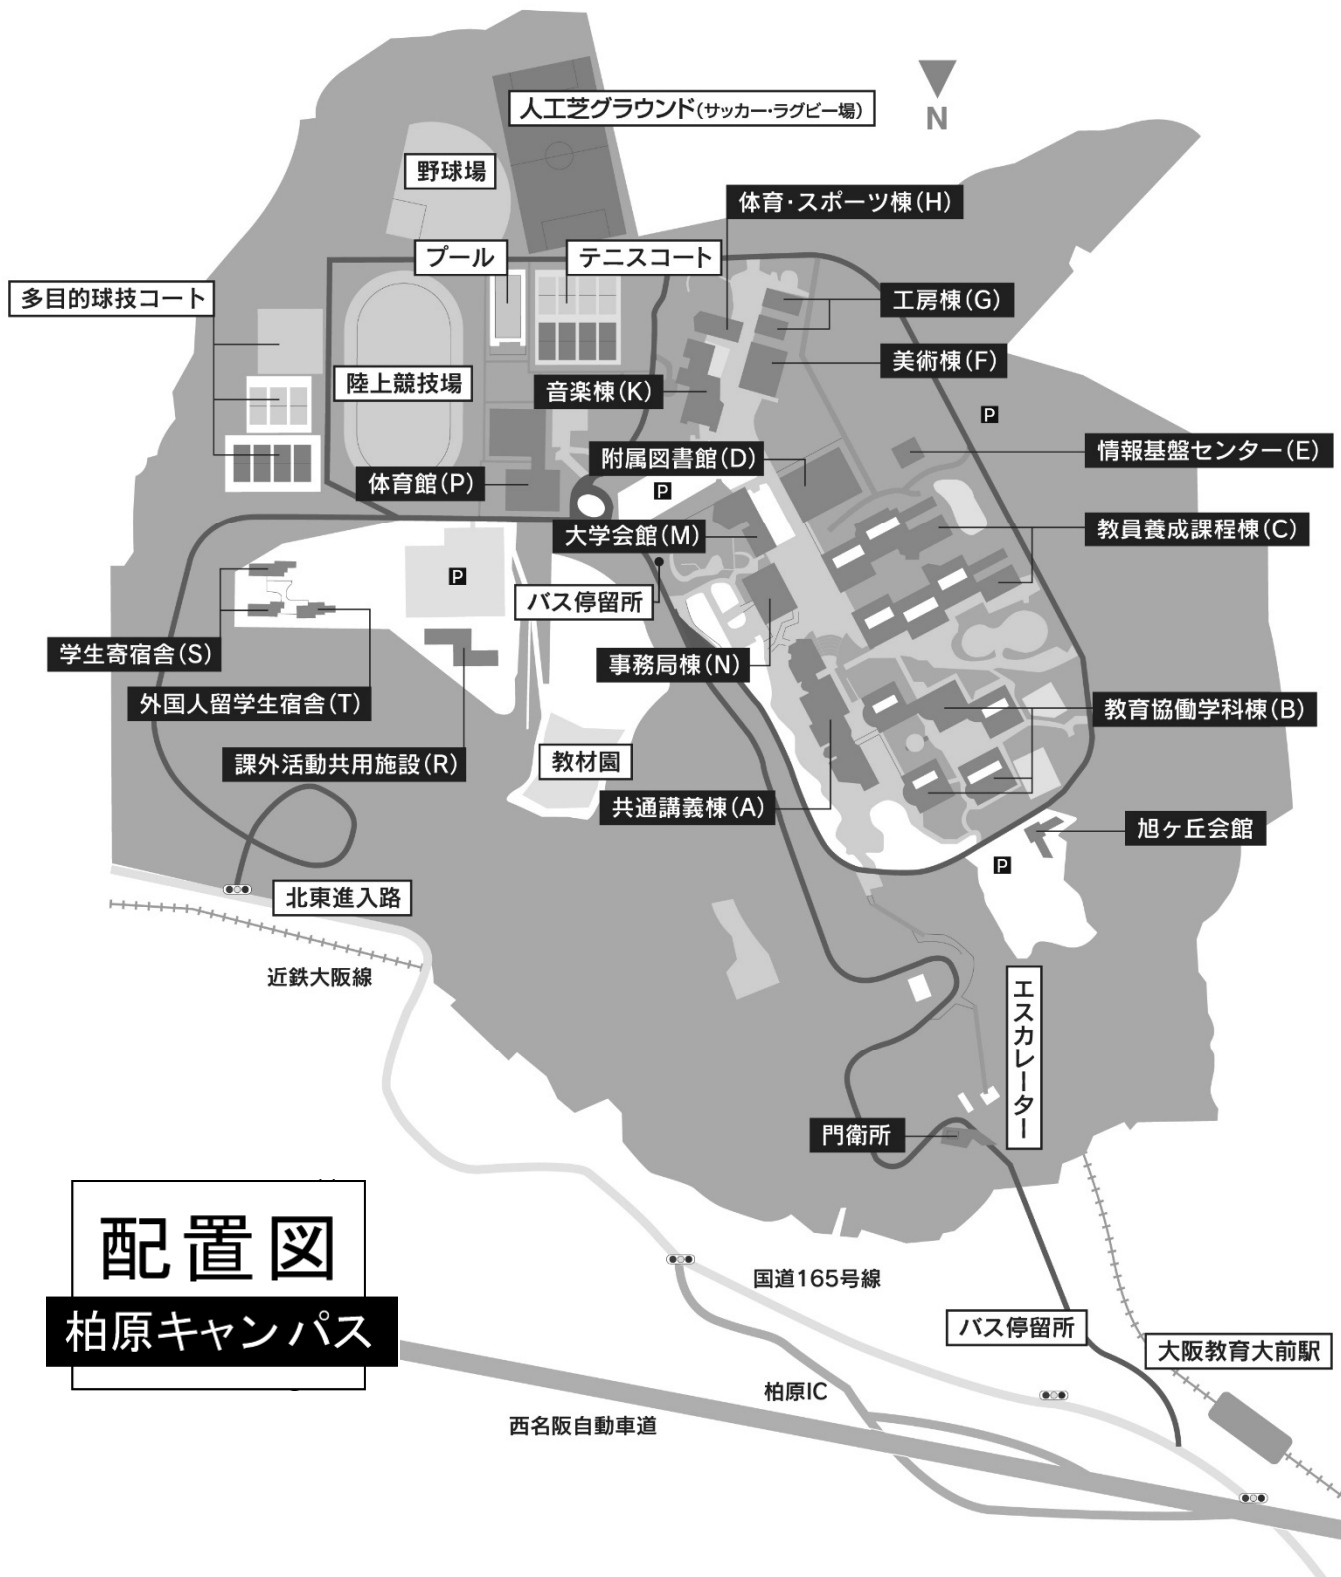 人工芝グラウンド(サッカー・ラグビー場)
N
野球場
体育・スポーツ棟(H)
プール
テニスコート
多目的球技コート
工房棟(G)
陸上競技場
美術棟(F)
音楽棟(K)
P
情報基盤センター(E)
附属図書館(D)
体育館(P)
P
大学会館(M)
教員養成課程棟(C)
P
バス停留所
学生寄宿舎(S)
事務局棟(N)
外国人留学生宿舎(T)
教育協働学科棟(B)
課外活動共用施設(R)
教材園
共通講義棟(A)
旭ヶ丘会館
P
北東進入路
近鉄大阪線
エスカレーター
門衛所
配置図
柏原キャンパス
国道165号線
バス停留所
大阪教育大前駅
柏原IC
西名阪自動車道